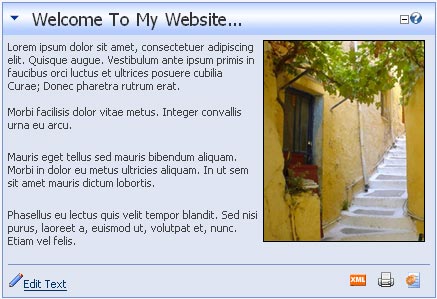 Welcome To My Website...
Lorem ipsum dolor sit amet, consectetuer adipiscing
elit. Quisque augue. Vestibulum ante ipsum primis in
faucibus orci luctus et ultrices posuere cubilia
Curae; Donec pharetra rutrum erat.
Morbi facilisis dolor vitae metus. Integer convallis
urna eu arcu.
Mauris eget tellus sed mauris bibendum aliquam.
Morbi in dolor eu metus ultricies aliquam. In ut sem
sit amet mauris dictum lobortis.
Phasellus eu lectus quis velit tempor blandit. Sed nisi
purus, laoreet a, euismod ut, volutpat et, nunc.
Etiam vel felis.
Edit Text
XML